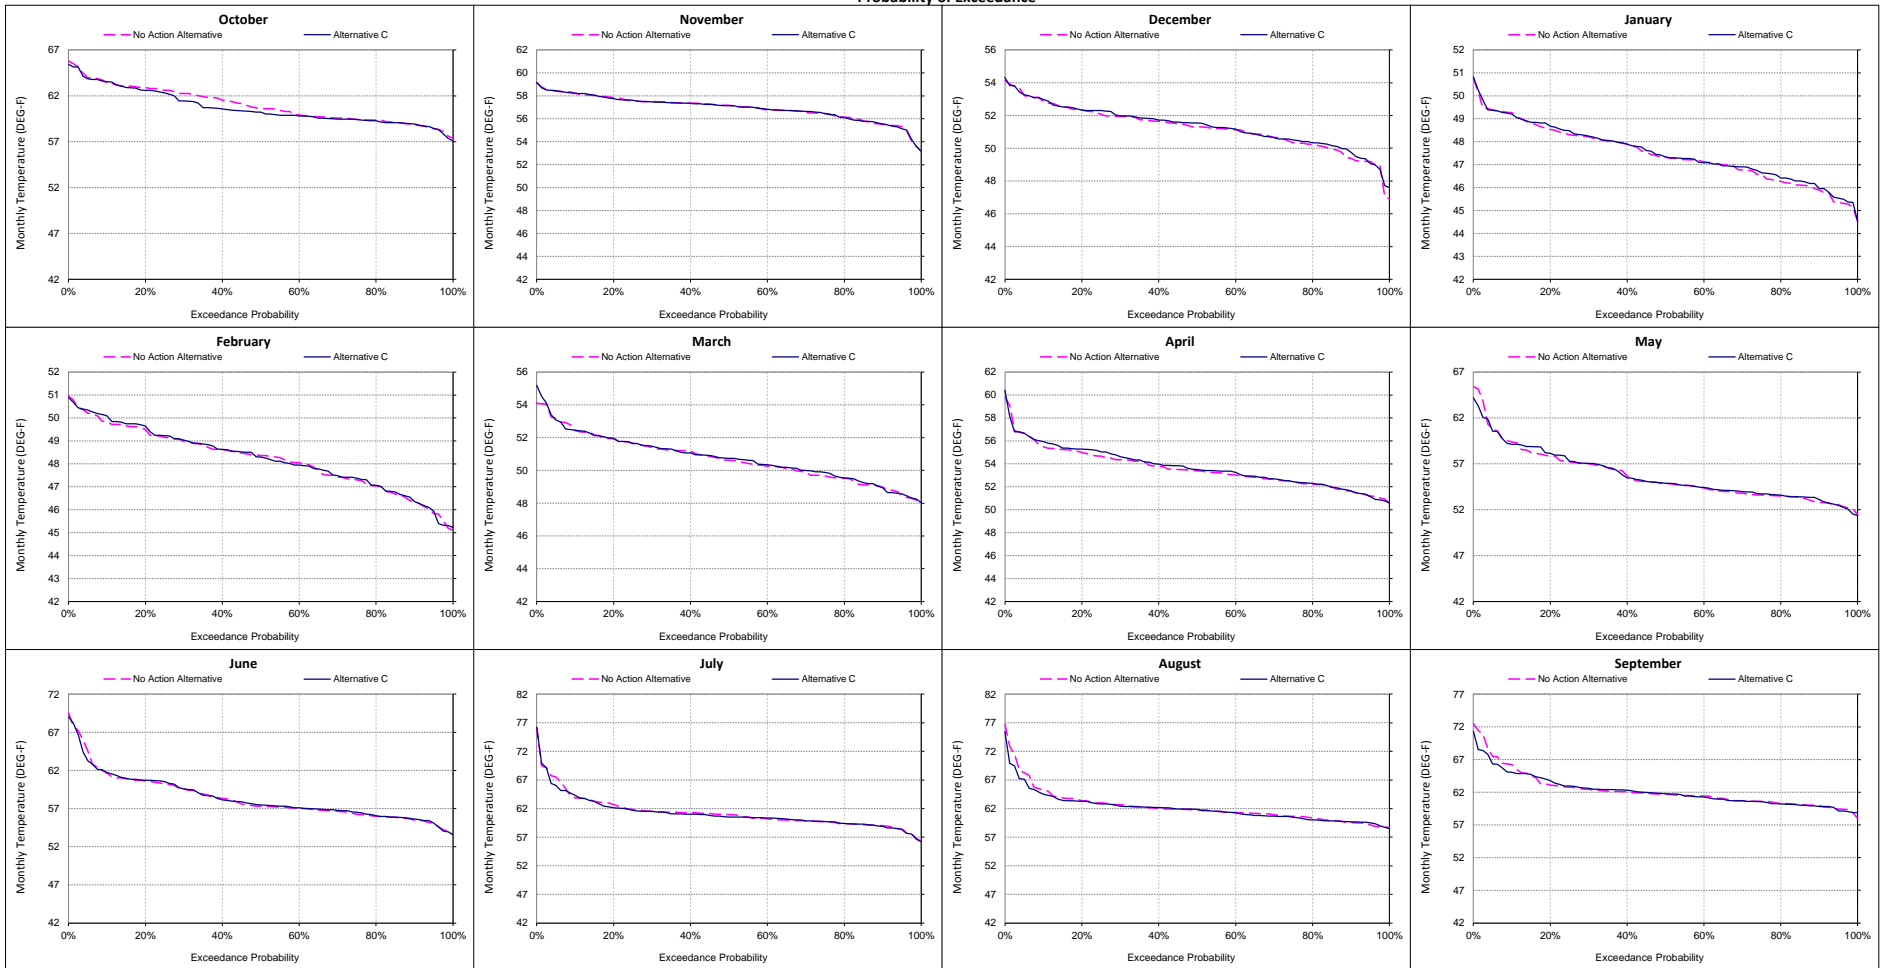 Probability of Exceedance
October
No Action Alternative Alternative C
67
62
57
52
47
42
0% 20% 40% 60% 80% 100%
Monthly Temperature (DEG-F)
Exceedance Probability
November
No Action Alternative Alternative C
62
60
58
56
54
52
50
48
46
44
42
0% 20% 40% 60% 80% 100%
Monthly Temperature (DEG-F)
Exceedance Probability
December
No Action Alternative Alternative C
56
54
52
50
48
46
44
42
0% 20% 40% 60% 80% 100%
Monthly Temperature (DEG-F)
Exceedance Probability
January
No Action Alternative Alternative C
52
51
50
49
48
47
46
45
44
43
42
0% 20% 40% 60% 80% 100%
Monthly Temperature (DEG-F)
Exceedance Probability
February
No Action Alternative Alternative C
52
51
50
49
48
47
46
45
44
43
42
0% 20% 40% 60% 80% 100%
Monthly Temperature (DEG-F)
Exceedance Probability
March
No Action Alternative Alternative C
56
54
52
50
48
46
44
42
0% 20% 40% 60% 80% 100%
Monthly Temperature (DEG-F)
Exceedance Probability
April
No Action Alternative Alternative C
62
60
58
56
54
52
50
48
46
44
42
0% 20% 40% 60% 80% 100%
Monthly Temperature (DEG-F)
Exceedance Probability
May
No Action Alternative Alternative C
67
62
57
52
47
42
0% 20% 40% 60% 80% 100%
Monthly Temperature (DEG-F)
Exceedance Probability
June
No Action Alternative Alternative C
72
67
62
57
52
47
42
0% 20% 40% 60% 80% 100%
Monthly Temperature (DEG-F)
Exceedance Probability
July
No Action Alternative Alternative C
82
77
72
67
62
57
52
47
42
0% 20% 40% 60% 80% 100%
Monthly Temperature (DEG-F)
Exceedance Probability
August
No Action Alternative Alternative C
82
77
72
67
62
57
52
47
42
0% 20% 40% 60% 80% 100%
Monthly Temperature (DEG-F)
Exceedance Probability
September
No Action Alternative Alternative C
77
72
67
62
57
52
47
42
0% 20% 40% 60% 80% 100%
Monthly Temperature (DEG-F)
Exceedance Probability